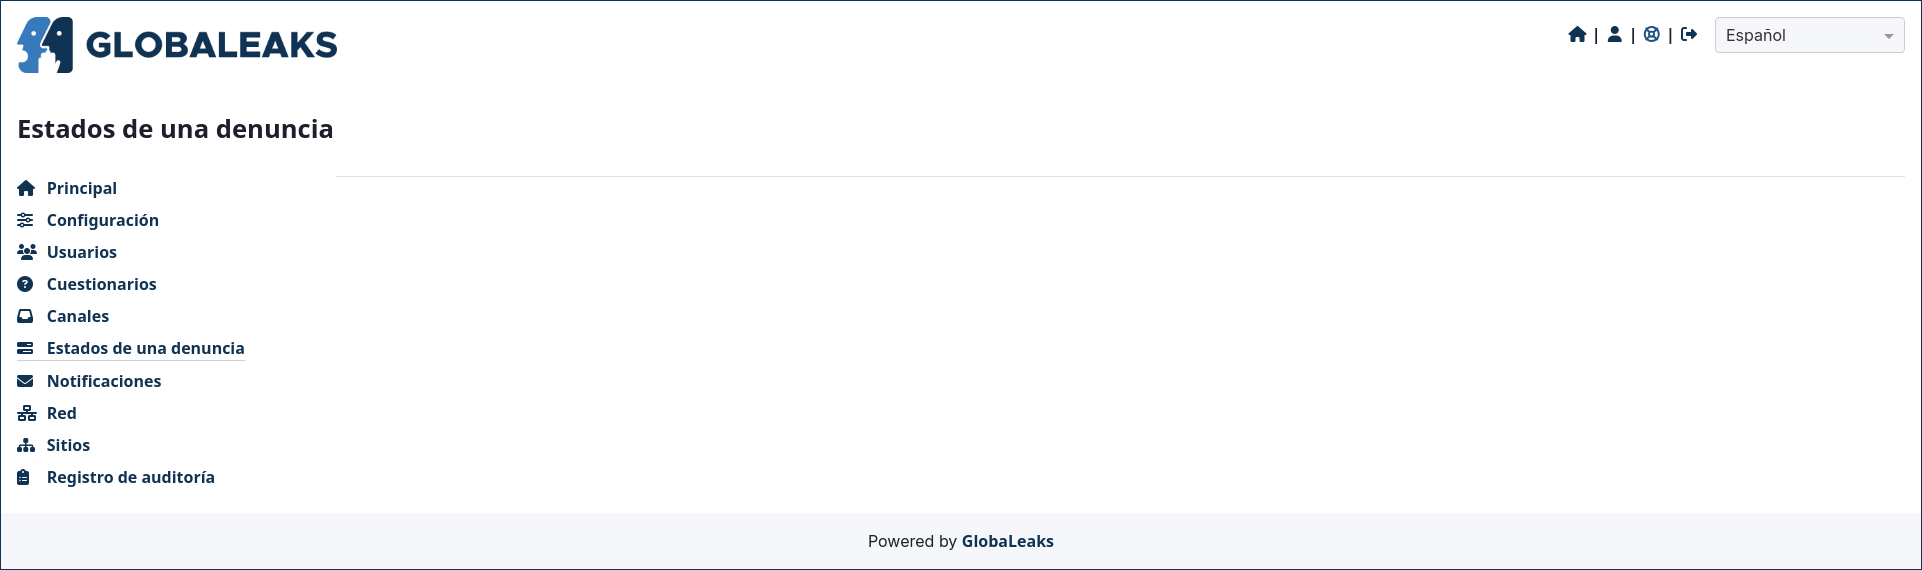 GLOBALEAKS
| | | Español
Estados de una denuncia
Principal
Configuración
Usuarios
Cuestionarios
Canales
Estados de una denuncia
Notificaciones
Red
Sitios
Registro de auditoría
Powered by GlobaLeaks